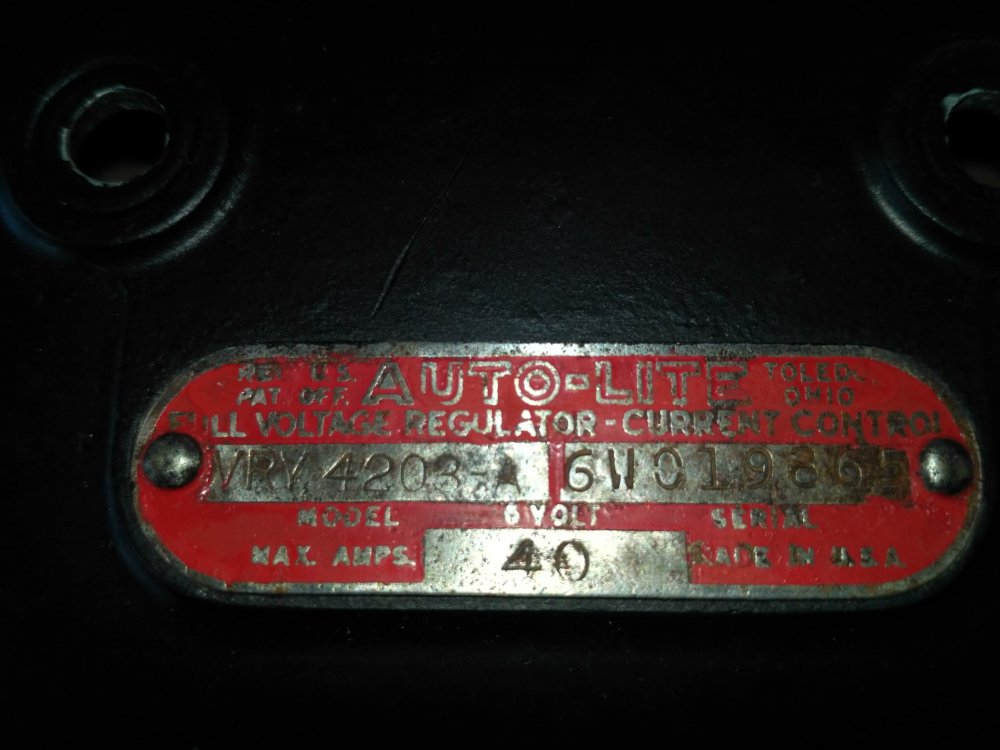 REG. U.S. AUTO-LITE TOLEDO
PAT. OFF. OHIO
FULL VOLTAGE REGULATOR-CURRENT CONTROL
VRY 4203-A 6W019865
MODEL 6 VOLT SERIAL
MAX. AMPS. 40 MADE IN U.S.A.